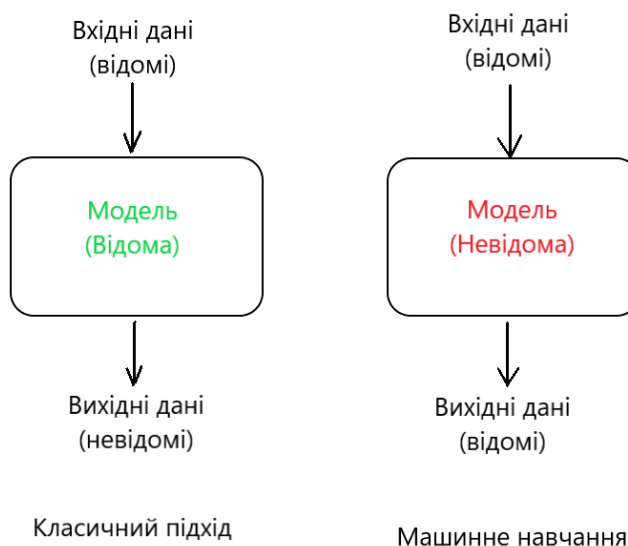 Вхідні дані
(відомі)
Модель
(Відома)
Вихідні дані
(невідомі)
Класичний підхід
Вхідні дані
(відомі)
Модель
(Невідома)
Вихідні дані
(відомі)
Машинне навчання